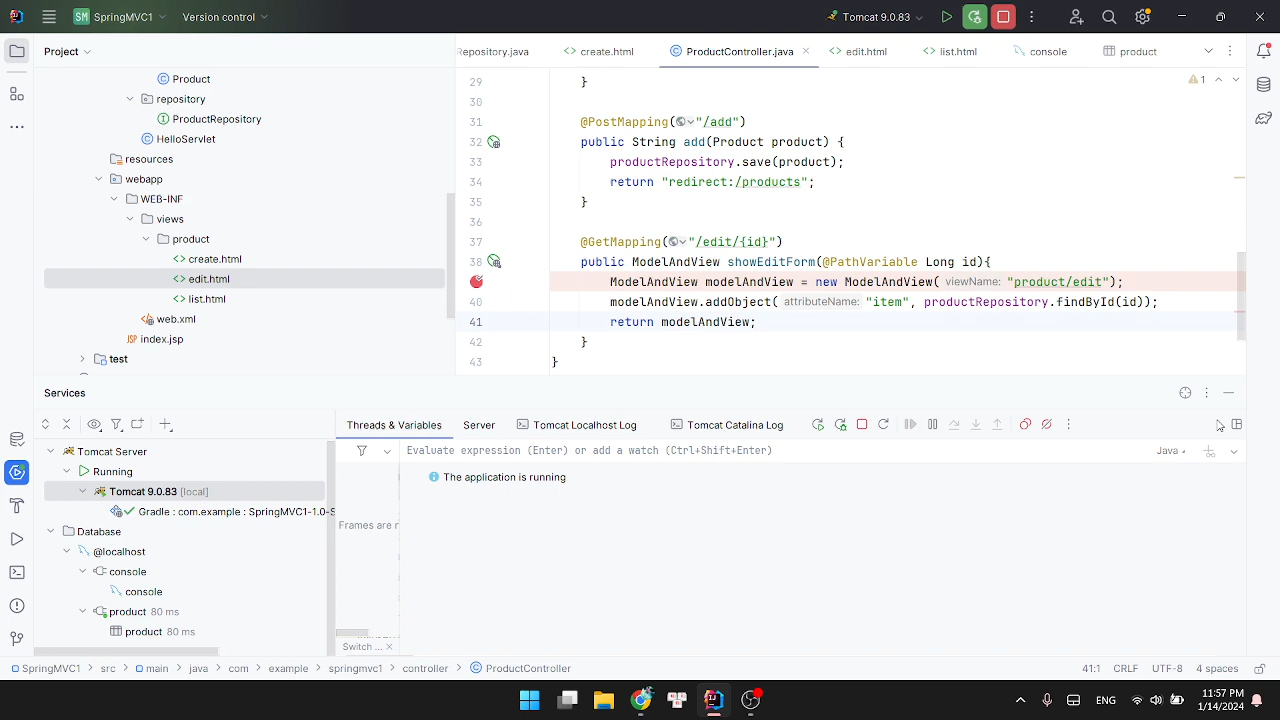 SM SpringMVC1 Version control Tomcat 9.0.83
Project
Repository.java create.html ProductController.java edit.html list.html console product
Product
repository
ProductRepository
HelloServlet
resources
webapp
WEB-INF
views
product
create.html
edit.html
list.html
web.xml
JSP index.jsp
test
1
29 }
30
31 @PostMapping("/add")
32 public String add(Product product) {
33 productRepository.save(product);
34 return "redirect:/products";
35 }
36
37 @GetMapping("/edit/{id}")
38 public ModelAndView showEditForm(@PathVariable Long id){
ModelAndView modelAndView = new ModelAndView( viewName: "product/edit");
40 modelAndView.addObject( attributeName: "item", productRepository.findById(id));
41 return modelAndView;
42 }
43 }
Services
Threads & Variables Server Tomcat Localhost Log Tomcat Catalina Log
Tomcat Server
Running
Tomcat 9.0.83 [local]
Gradle : com.example : SpringMVC1-1.0-S
Database
@localhost
console
console
product 80 ms
product 80 ms
Evaluate expression (Enter) or add a watch (Ctrl+Shift+Enter) Java
The application is running
Frames are r
Switch ...
SpringMVC1 > src > main > java > com > example > springmvc1 > controller > ProductController 41:1 CRLF UTF-8 4 spaces
ENG
11:57 PM
1/14/2024